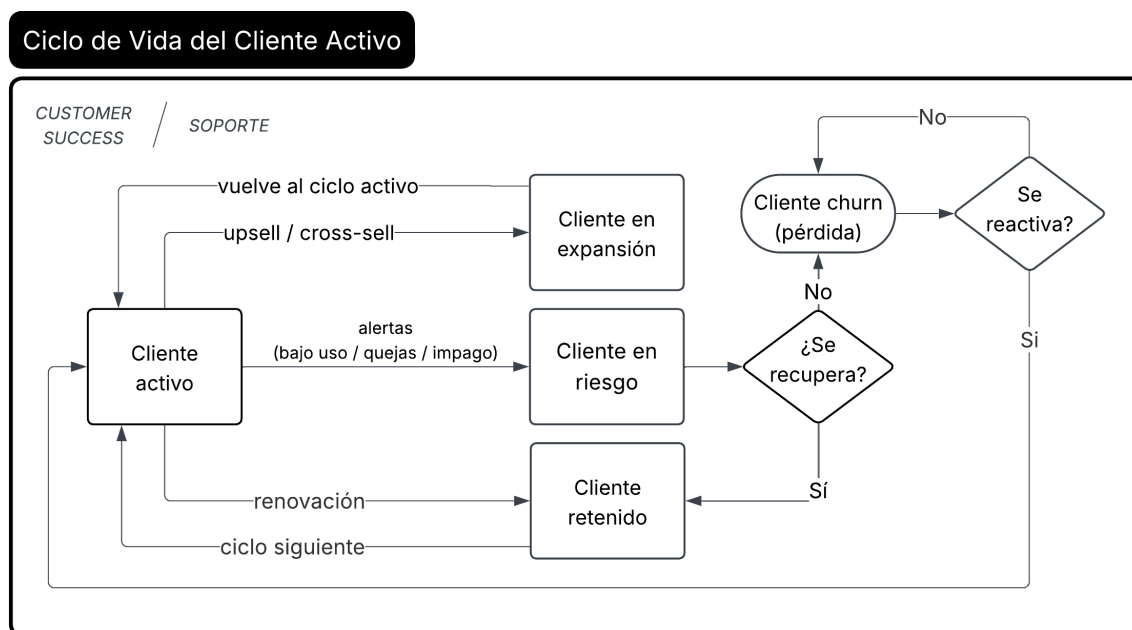 Ciclo de Vida del Cliente Activo
CUSTOMER
SUCCESS
SOPORTE
No
vuelve al ciclo activo
upsell / cross-sell
Cliente en
expansión
Cliente churn
(pérdida)
Se
reactiva?
No
Cliente
activo
alertas
(bajo uso / quejas / impago)
Cliente en
riesgo
¿Se
recupera?
Si
Sí
renovación
ciclo siguiente
Cliente
retenido